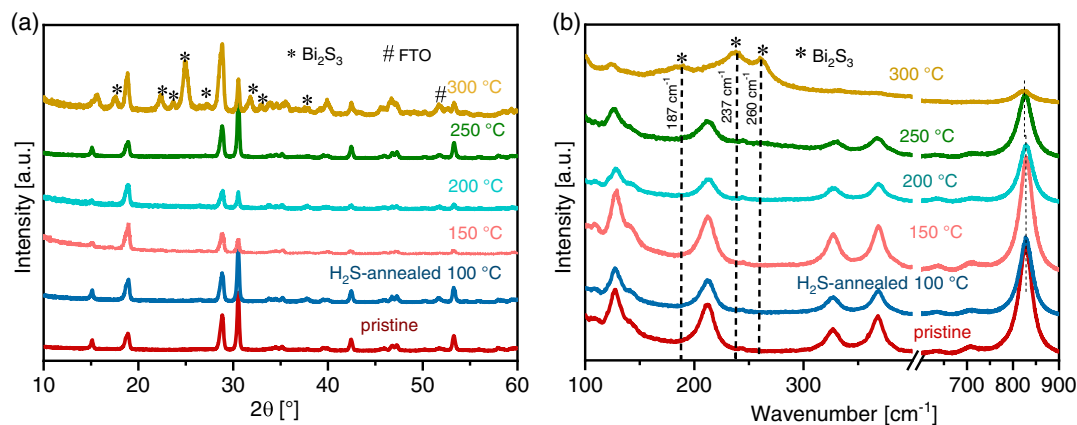 (a)
* Bi₂S₃
# FTO
300 °C
250 °C
200 °C
150 °C
H₂S-annealed 100 °C
pristine
* * * * * * * * #
Intensity [a.u.]
10 20 30 40 50 60
2θ [°]
(b)
* Bi₂S₃
* * *
300 °C
187 cm⁻¹
237 cm⁻¹
260 cm⁻¹
250 °C
200 °C
150 °C
H₂S-annealed 100 °C
pristine
Intensity [a.u.]
100 200 300 700 800 900
Wavenumber [cm⁻¹]